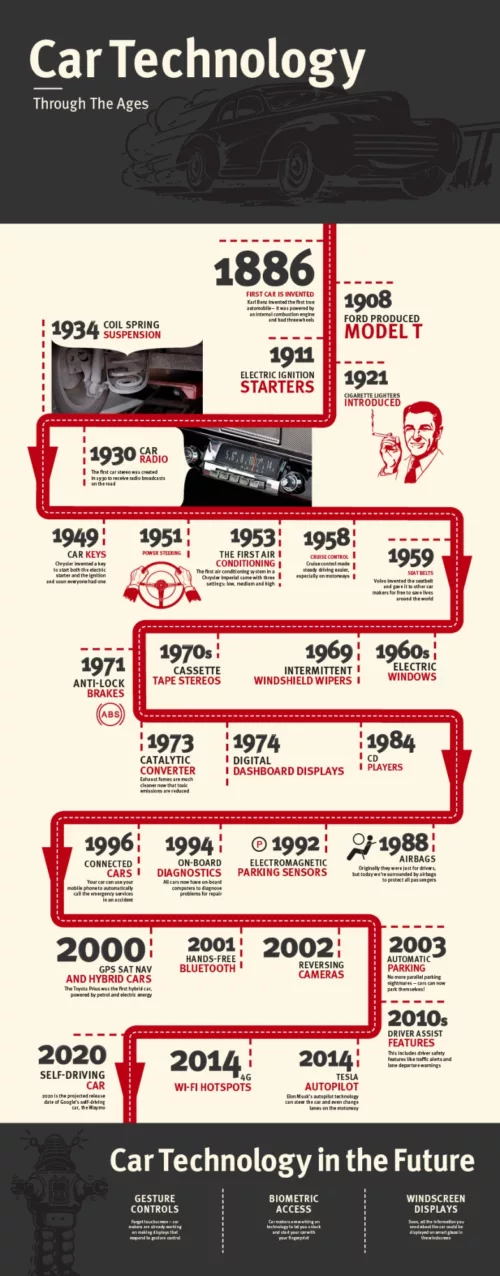 Car Technology
Through The Ages
1886
FIRST CAR IS INVENTED
Karl Benz invented the first true
automobile – it was powered by
an internal combustion engine
and had three wheels
1908
FORD PRODUCED
MODEL T
1934 COIL SPRING
SUSPENSION
1911
ELECTRIC IGNITION
STARTERS
1921
CIGARETTE LIGHTERS
INTRODUCED
1930 CAR
RADIO
The first car stereo was created
in 1930 to receive radio broadcasts
on the road
1949
CAR KEYS
Chrysler invented a key
to start both the electric
starter and the ignition
and soon everyone had one
1951
POWER STEERING
1953
THE FIRST AIR
CONDITIONING
The first air conditioning system in a
Chrysler Imperial came with three
settings: low, medium and high
1958
CRUISE CONTROL
Cruise control made
steady driving easier,
especially on motorways
1959
SEAT BELTS
Volvo invented the seatbelt
and gave it to other car
makers for free to save lives
around the world
1971
ANTI-LOCK
BRAKES
ABS
1970s
CASSETTE
TAPE STEREOS
1969
INTERMITTENT
WINDSHIELD WIPERS
1960s
ELECTRIC
WINDOWS
1973
CATALYTIC
CONVERTER
Exhaust fumes are much
cleaner now that toxic
emissions are reduced
1974
DIGITAL
DASHBOARD DISPLAYS
1984
CD
PLAYERS
1996
CONNECTED
CARS
Your car can use your
mobile phone to automatically
call the emergency services
in an accident
1994
ON-BOARD
DIAGNOSTICS
All cars now have on-board
computers to diagnose
problems for repair
P 1992
ELECTROMAGNETIC
PARKING SENSORS
1988
AIRBAGS
Originally they were just for drivers,
but today we're surrounded by airbags
to protect all passengers
2000
GPS SAT NAV
AND HYBRID CARS
The Toyota Prius was the first hybrid car,
powered by petrol and electric energy
2001
HANDS-FREE
BLUETOOTH
2002
REVERSING
CAMERAS
2003
AUTOMATIC
PARKING
No more parallel parking
nightmares – cars can now
park themselves!
2010s
DRIVER ASSIST
FEATURES
This includes driver safety
features like traffic alerts and
lane departure warnings
2020
SELF-DRIVING
CAR
2020 is the projected release
date of Google's self-driving
car, the Waymo
2014
4G
WI-FI HOTSPOTS
2014
TESLA
AUTOPILOT
Elon Musk's autopilot technology
can steer the car and even change
lanes on the motorway
Car Technology in the Future
GESTURE
CONTROLS
Forget touchscreen – car
makers are already working
on making displays that
respond to gesture control
BIOMETRIC
ACCESS
Car makers are working on
technology to let you unlock
and start your car with
your fingerprint
WINDSCREEN
DISPLAYS
Soon, all the information you
need about the car could be
displayed on smart glass in
the windscreen